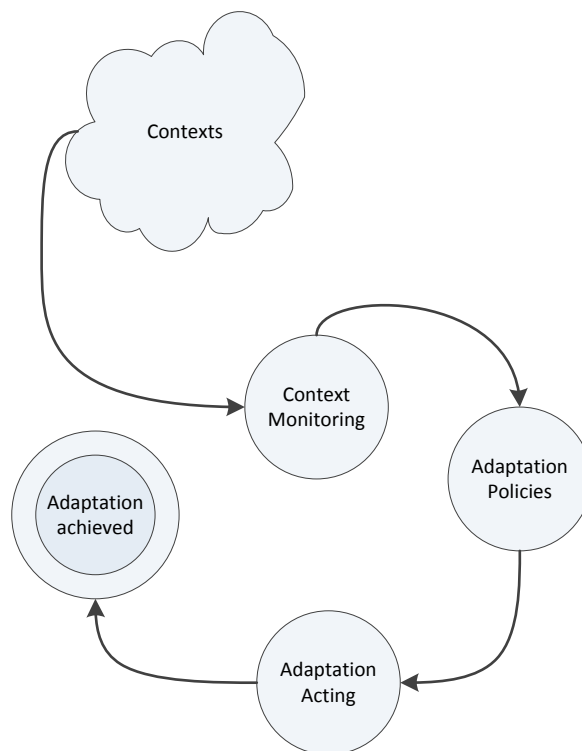 Contexts
Context
Monitoring
Adaptation
Policies
Adaptation
achieved
Adaptation
Acting